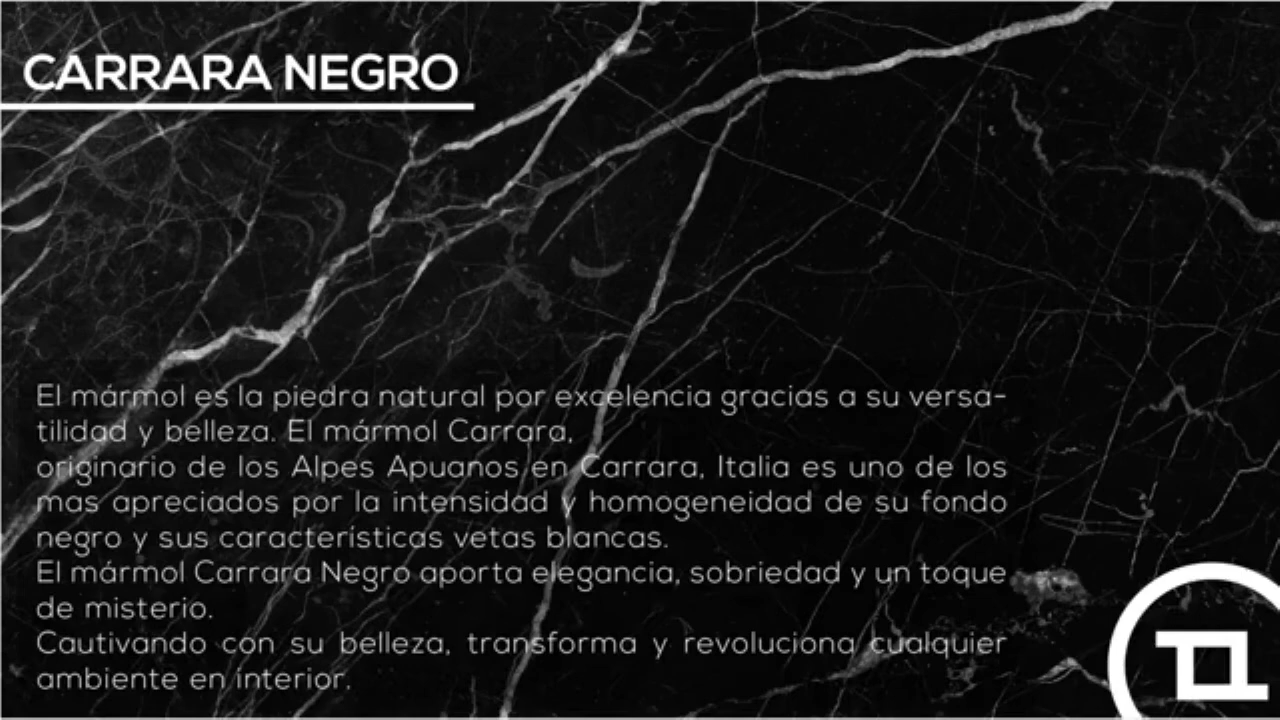 CARRARA NEGRO
El mármol es la piedra natural por excelencia gracias a su versa-
tilidad y belleza. El mármol Carrara,
originario de los Alpes Apuanos en Carrara, Italia es uno de los
mas apreciados por la intensidad y homogeneidad de su fondo
negro y sus características vetas blancas.
El mármol Carrara Negro aporta elegancia, sobriedad y un toque
de misterio.
Cautivando con su belleza, transforma y revoluciona cualquier
ambiente en interior.